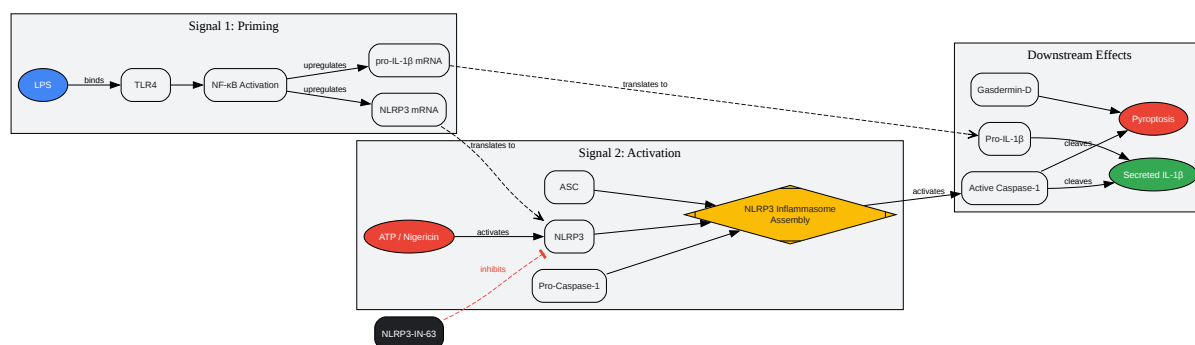 Signal 1: Priming
LPS
binds
TLR4
NF-κB Activation
upregulates
upregulates
pro-IL-1β mRNA
NLRP3 mRNA
translates to
translates to
Signal 2: Activation
ASC
ATP / Nigericin
activates
NLRP3
inhibits
Pro-Caspase-1
NLRP3 Inflammasome
Assembly
NLRP3-IN-63
activates
Downstream Effects
Gasdermin-D
Pro-IL-1β
Active Caspase-1
cleaves
cleaves
Pyroptosis
Secreted IL-1β